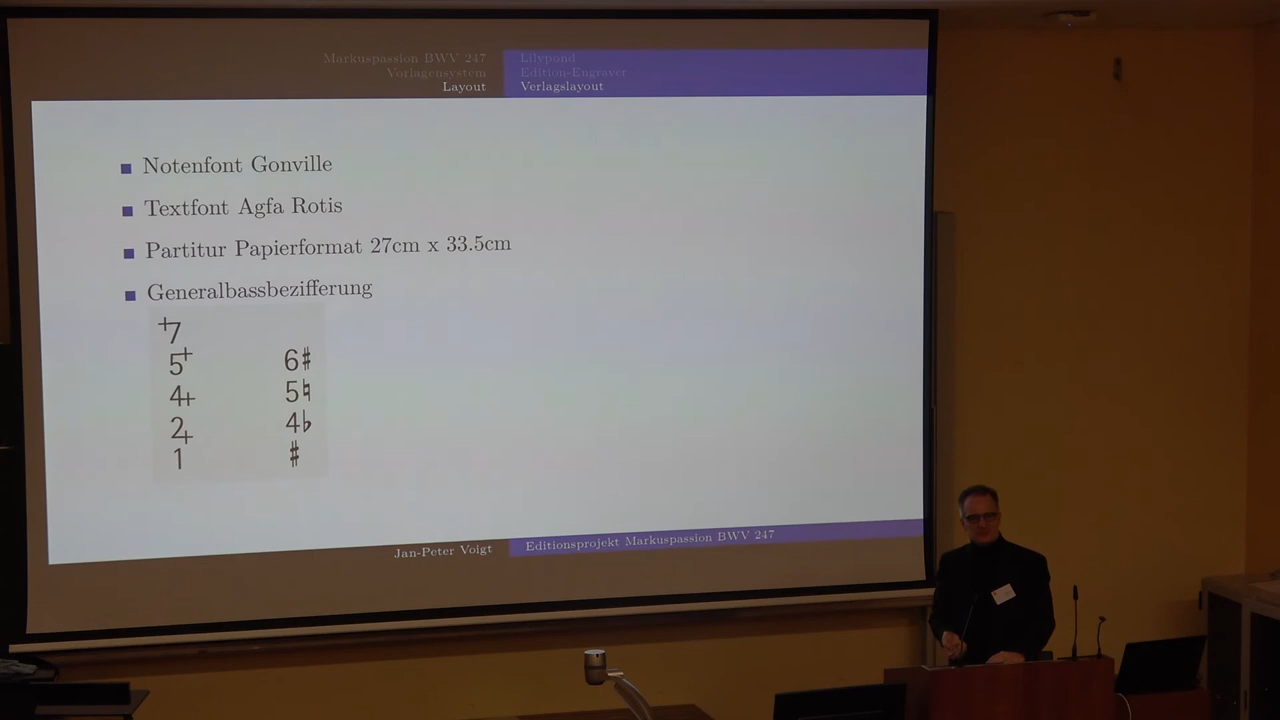 Markuspassion BWV 247
Vorlagensystem
Layout
Lilypond
Edition-Engraver
Verlagslayout
Notenfont Gonville
Textfont Agfa Rotis
Partitur Papierformat 27cm x 33.5cm
Generalbassbezifferung
+7
5+
4+
2+
1
6♯
5♮
4♭
♯
Jan-Peter Voigt
Editionsprojekt Markuspassion BWV 247